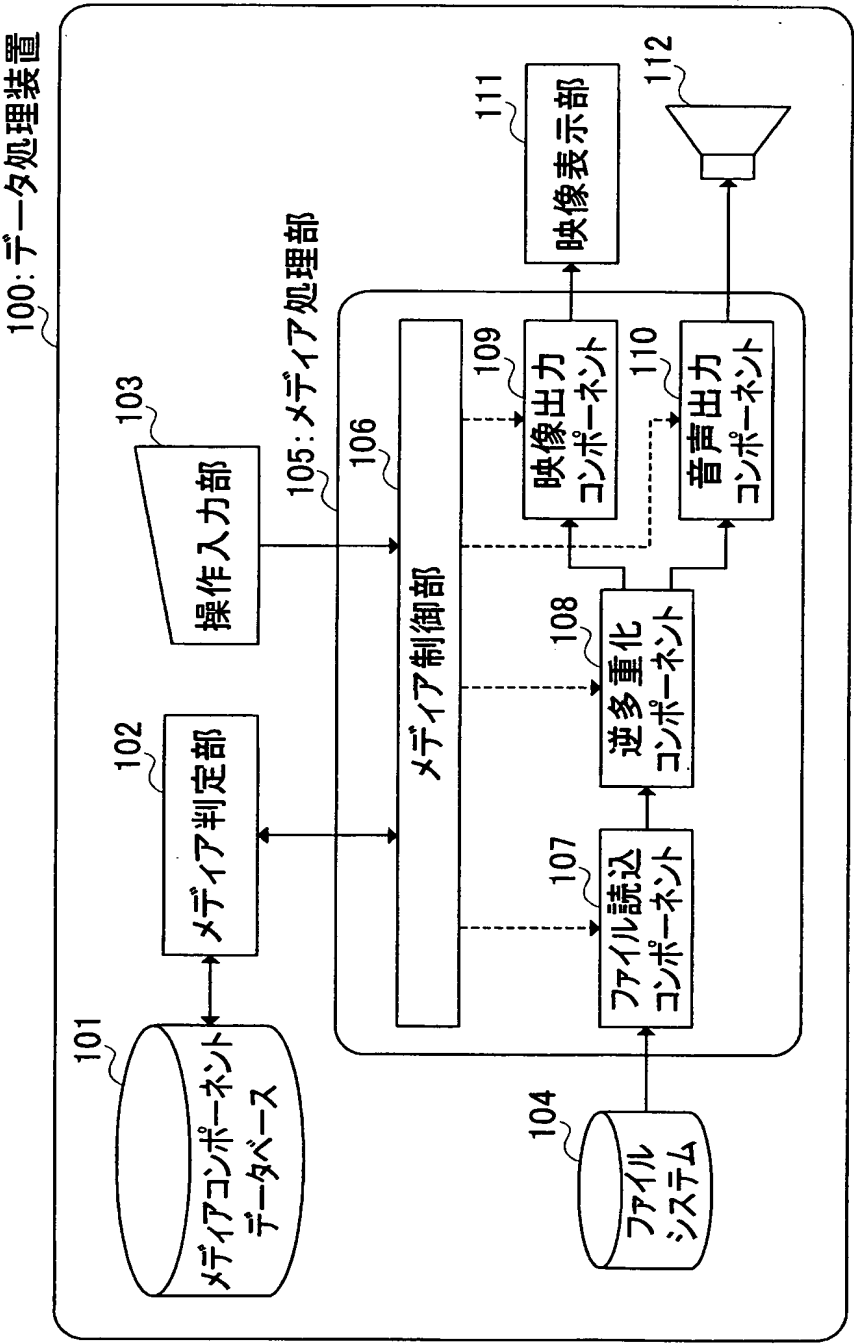 100:データ処理装置
101
メディアコンポーネント
データベース
102
メディア判定部
103
操作入力部
104
ファイル
システム
105:メディア処理部
106
メディア制御部
107
ファイル読込
コンポーネント
108
逆多重化
コンポーネント
109
映像出力
コンポーネント
110
音声出力
コンポーネント
111
映像表示部
112